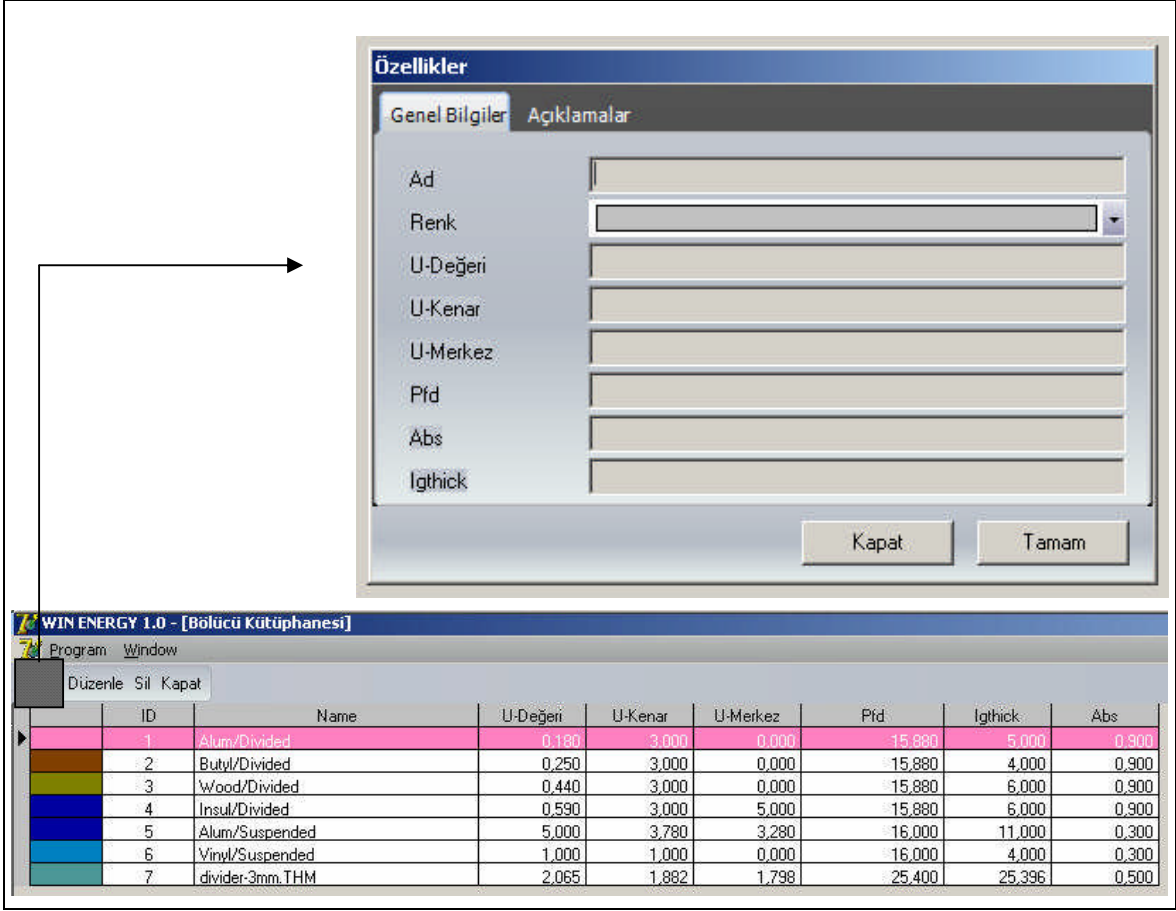 Özellikler
Genel Bilgiler Açıklamalar
Ad
Renk
U-Değeri
U-Kenar
U-Merkez
Pfd
Abs
Igthick
Kapat Tamam
WIN ENERGY 1.0 - [Bölücü Kütüphanesi]
Program Window
Düzenle Sil Kapat
ID Name U-Değeri U-Kenar U-Merkez Pfd Igthick Abs
1 Alum/Divided 0,180 3,000 0,000 15,880 5,000 0,900
2 Butyl/Divided 0,250 3,000 0,000 15,880 4,000 0,900
3 Wood/Divided 0,440 3,000 0,000 15,880 6,000 0,900
4 Insul/Divided 0,590 3,000 5,000 15,880 6,000 0,900
5 Alum/Suspended 5,000 3,780 3,280 16,000 11,000 0,300
6 Vinyl/Suspended 1,000 1,000 0,000 16,000 4,000 0,300
7 divider-3mm.THM 2,065 1,882 1,798 25,400 25,396 0,500